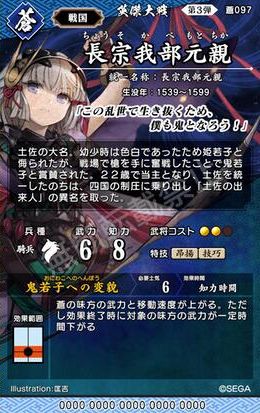 蒼
戦国
英傑大戦
第3弾
蒼097
ちょうそかべもとちか
長宗我部元親
統一名称:長宗我部元親
生没年:1539~1599
「この乱世で生き抜くため、
僕も鬼となろう!」
土佐の大名。幼少時は色白であったため姫若子と
侮られたが、戦場で槍を手に奮戦したことで鬼若
子と賞賛された。22歳で当主となり、土佐を統
一したのちは、四国の制圧に乗り出し「土佐の出
来人」の異名を取った。
兵種 武力 知力 武将コスト
騎兵 6 8
特技 昂揚 技巧
おにわこへのへんぼう 必要士気 効果時間
鬼若子への変貌 6 知力時間
効果範囲
蒼の味方の武力と移動速度が上がる。ただ
し効果終了時に対象の味方の武力が一定時
間下がる
Illustration:匡吉
©SEGA
0000-0000-0000-0000-0000